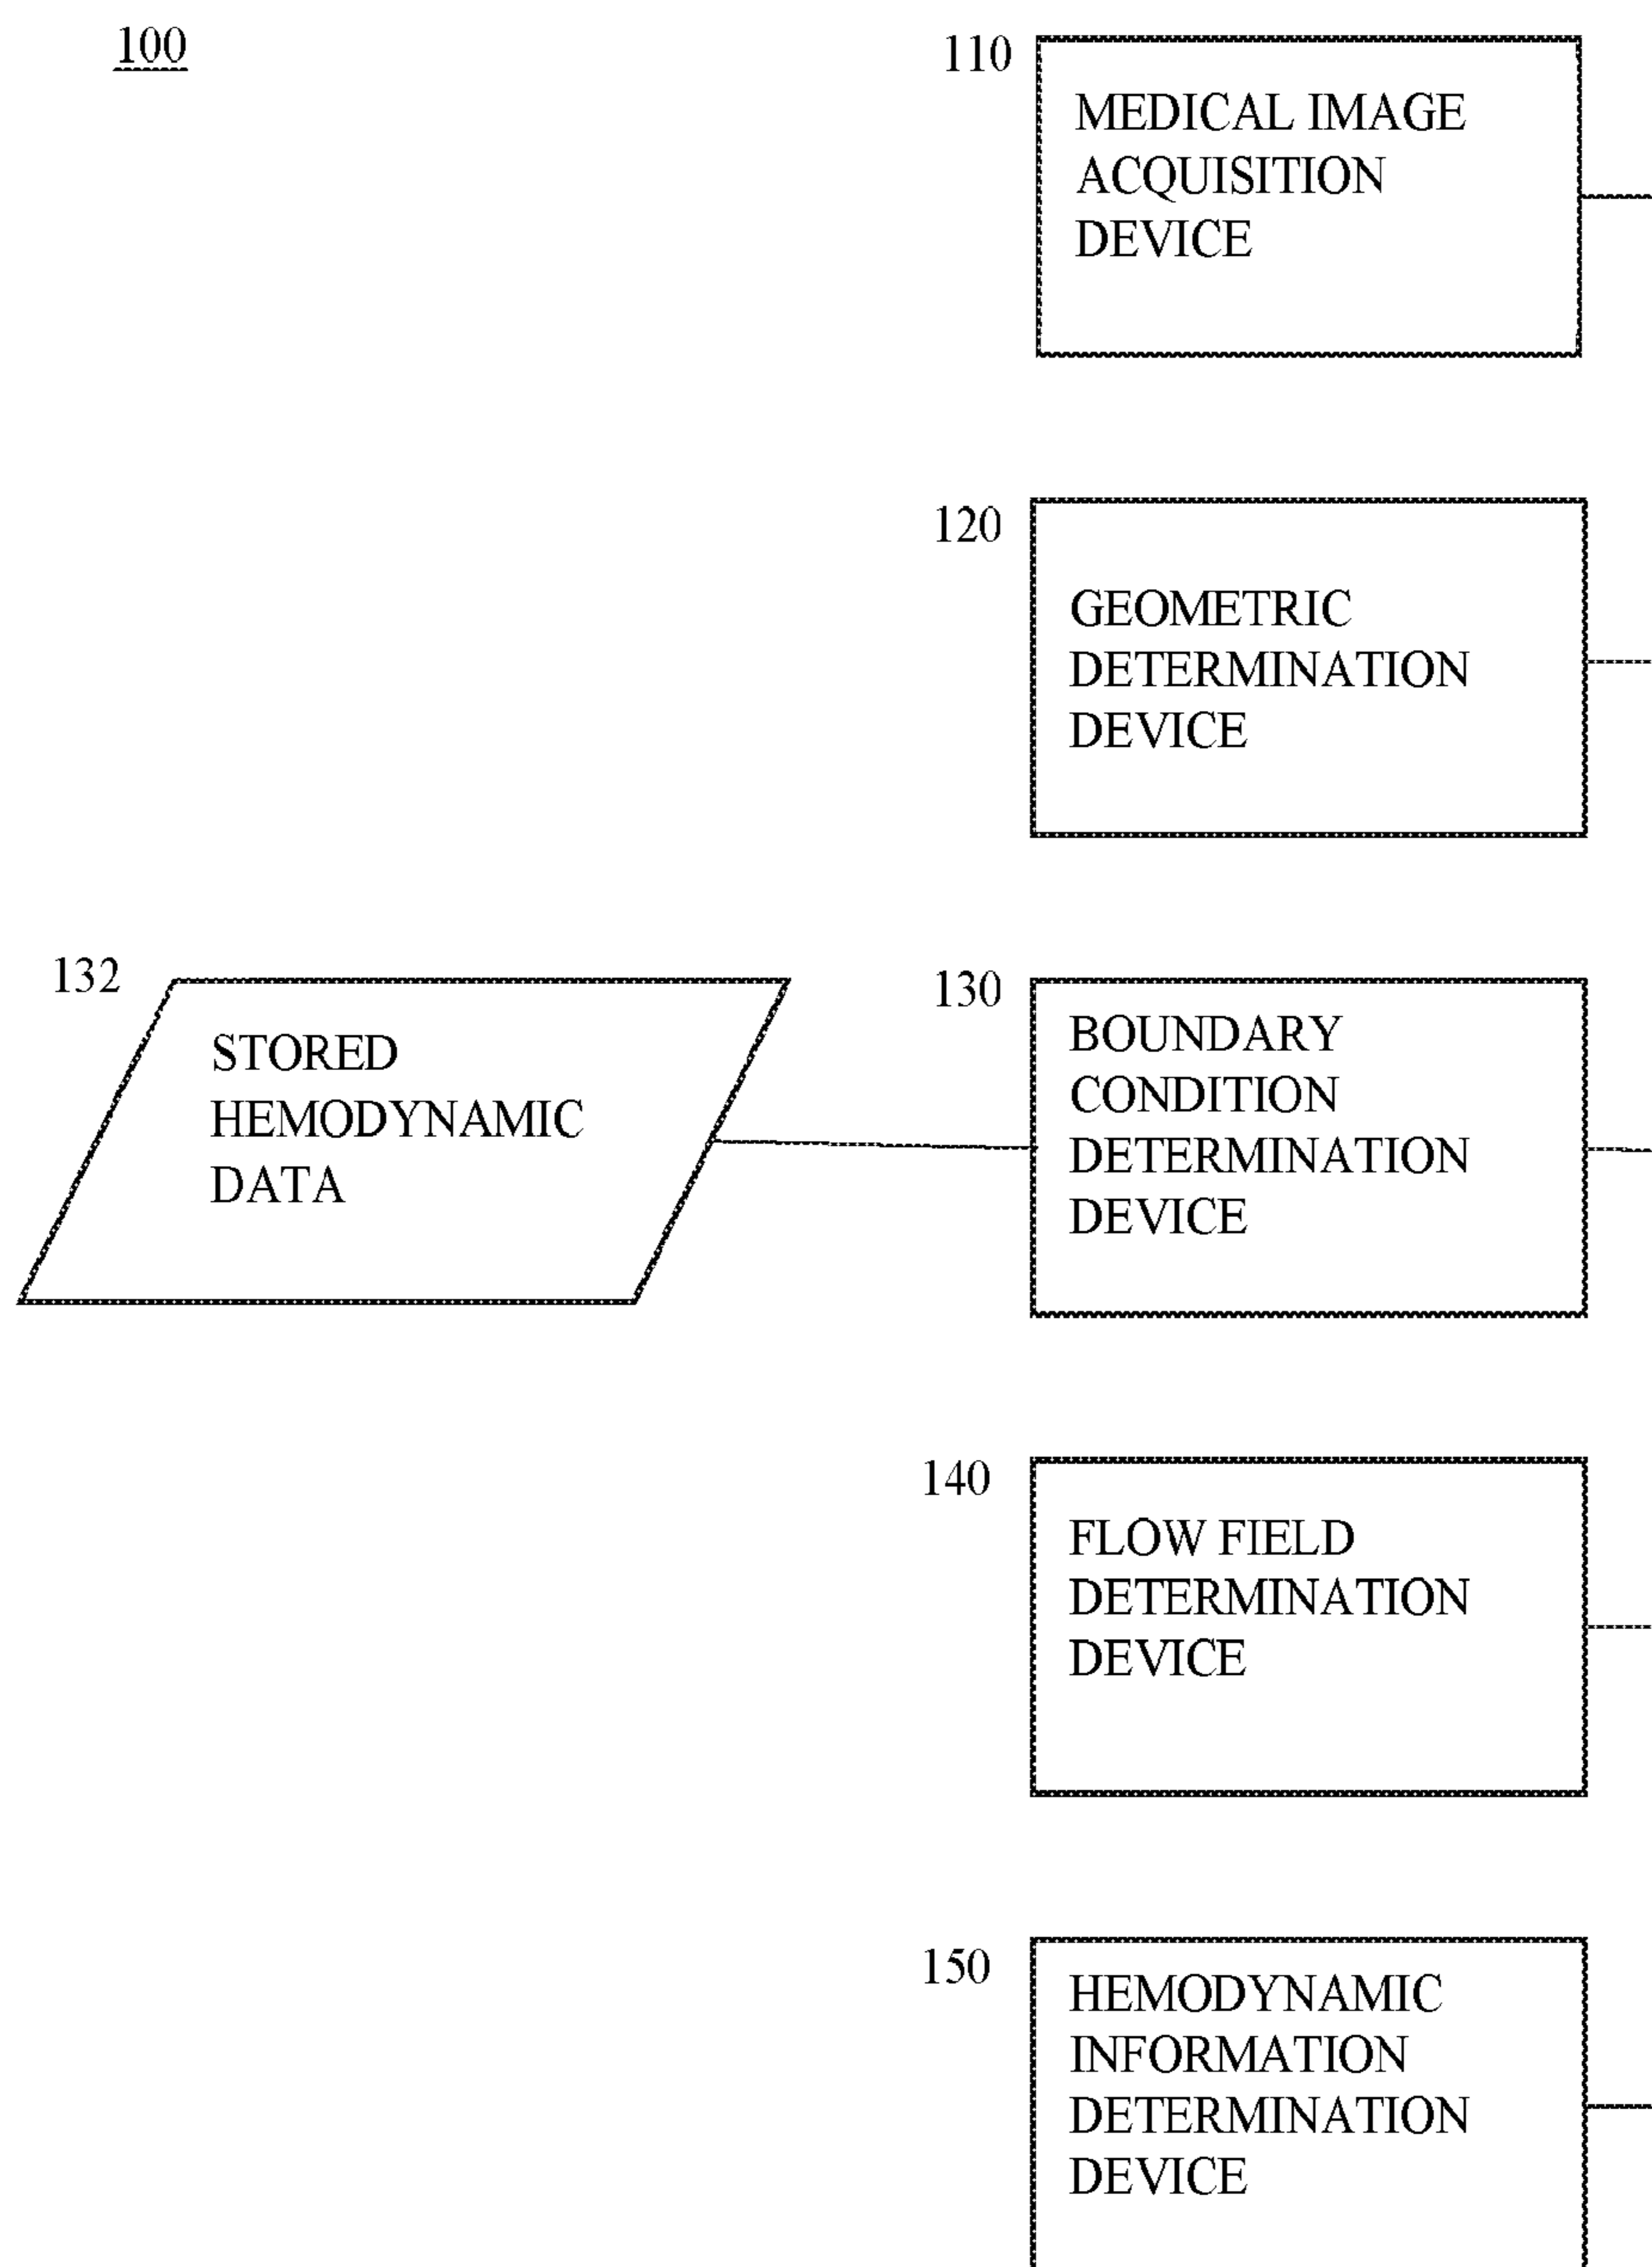 100
110
MEDICAL IMAGE
ACQUISITION
DEVICE
120
GEOMETRIC
DETERMINATION
DEVICE
132
STORED
HEMODYNAMIC
DATA
130
BOUNDARY
CONDITION
DETERMINATION
DEVICE
140
FLOW FIELD
DETERMINATION
DEVICE
150
HEMODYNAMIC
INFORMATION
DETERMINATION
DEVICE